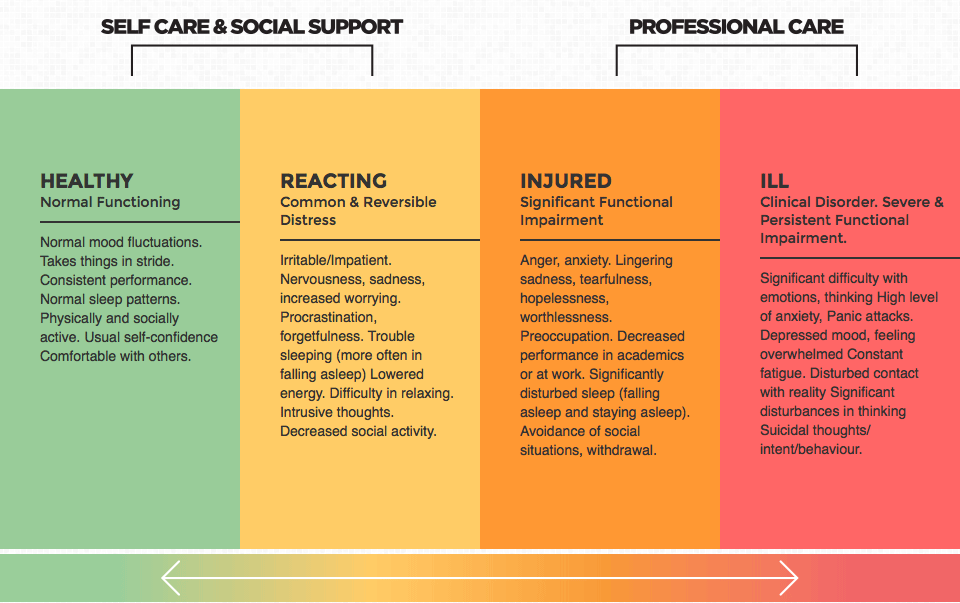 SELF CARE & SOCIAL SUPPORT
PROFESSIONAL CARE
HEALTHY
Normal Functioning
Normal mood fluctuations.
Takes things in stride.
Consistent performance.
Normal sleep patterns.
Physically and socially
active. Usual self-confidence
Comfortable with others.
REACTING
Common & Reversible
Distress
Irritable/Impatient.
Nervousness, sadness,
increased worrying.
Procrastination,
forgetfulness. Trouble
sleeping (more often in
falling asleep) Lowered
energy. Difficulty in relaxing.
Intrusive thoughts.
Decreased social activity.
INJURED
Significant Functional
Impairment
Anger, anxiety. Lingering
sadness, tearfulness,
hopelessness,
worthlessness.
Preoccupation. Decreased
performance in academics
or at work. Significantly
disturbed sleep (falling
asleep and staying asleep).
Avoidance of social
situations, withdrawal.
ILL
Clinical Disorder. Severe &
Persistent Functional
Impairment.
Significant difficulty with
emotions, thinking High level
of anxiety, Panic attacks.
Depressed mood, feeling
overwhelmed Constant
fatigue. Disturbed contact
with reality Significant
disturbances in thinking
Suicidal thoughts/
intent/behaviour.